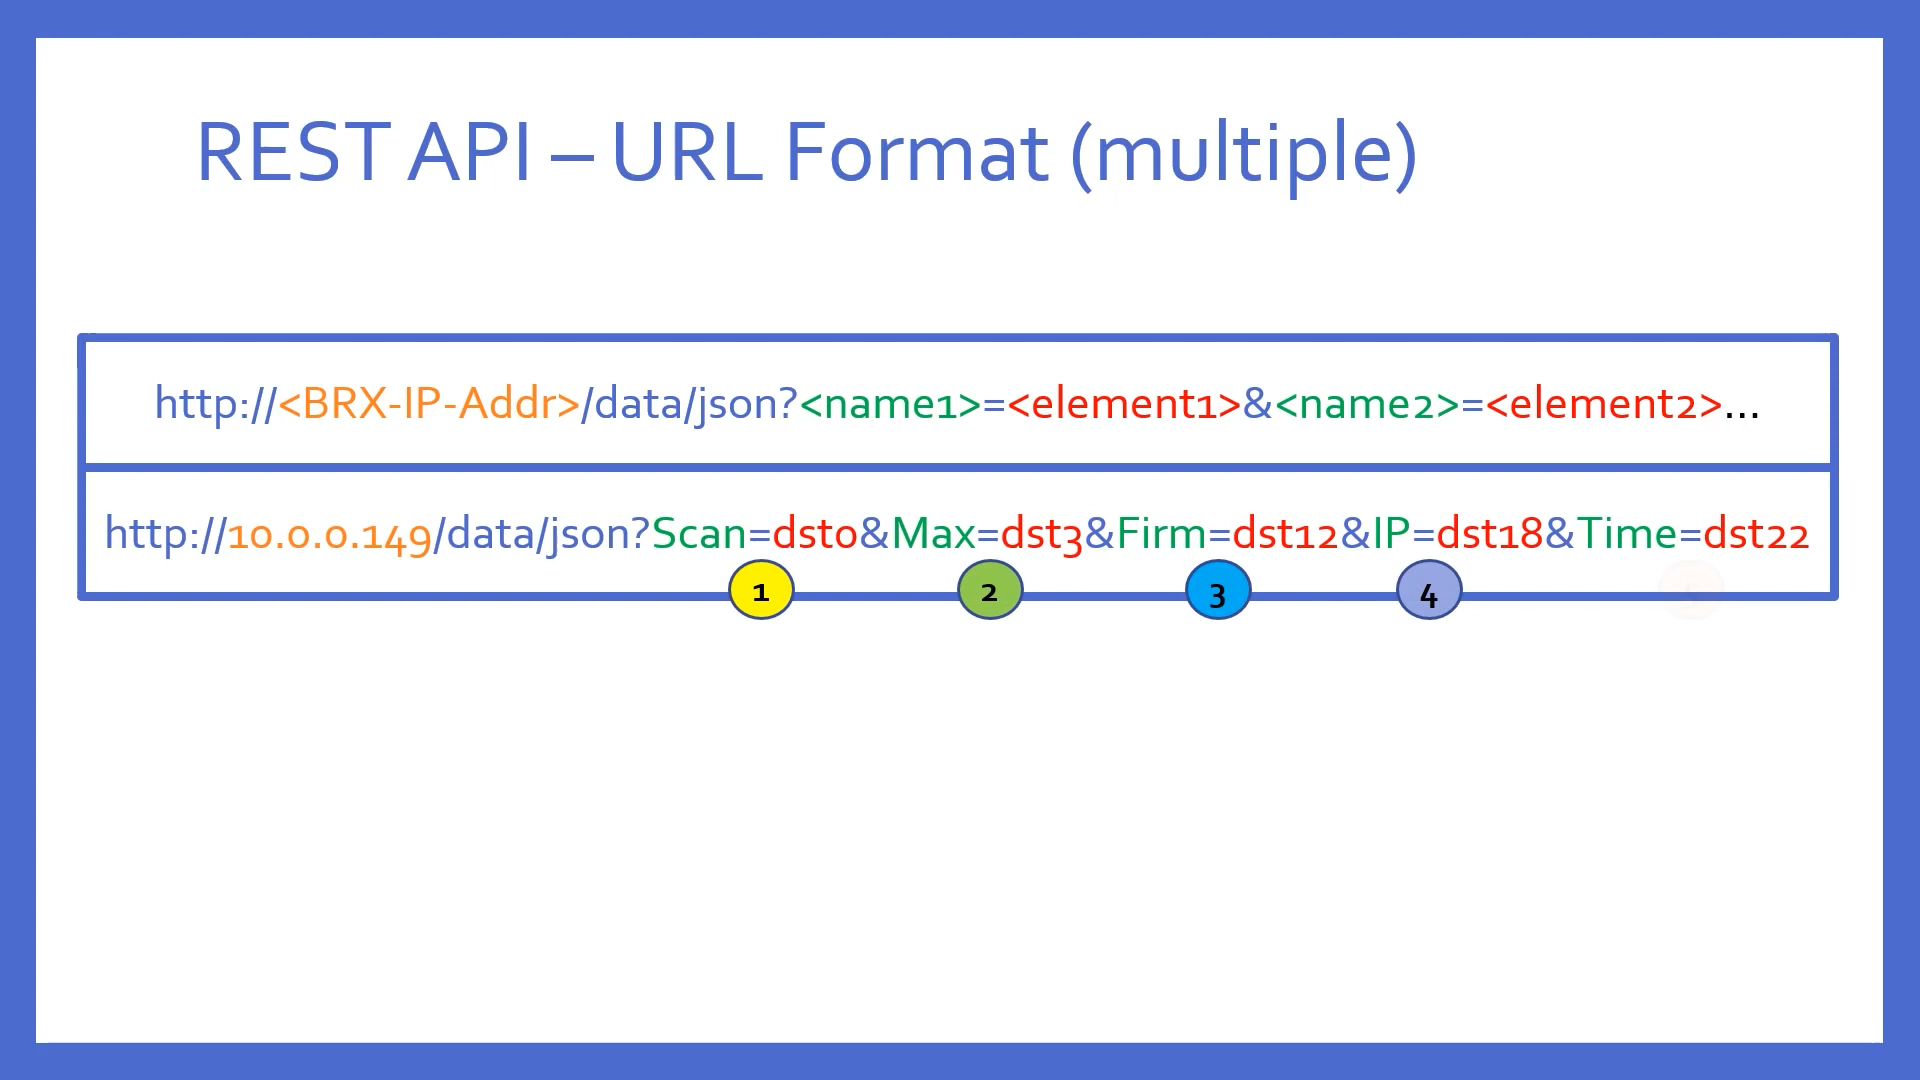 REST API – URL Format (multiple)
http://<BRX-IP-Addr>/data/json?<name1>=<element1>&<name2>=<element2>...
http://10.0.0.149/data/json?Scan=dst0&Max=dst3&Firm=dst12&IP=dst18&Time=dst22
1 2 3 4